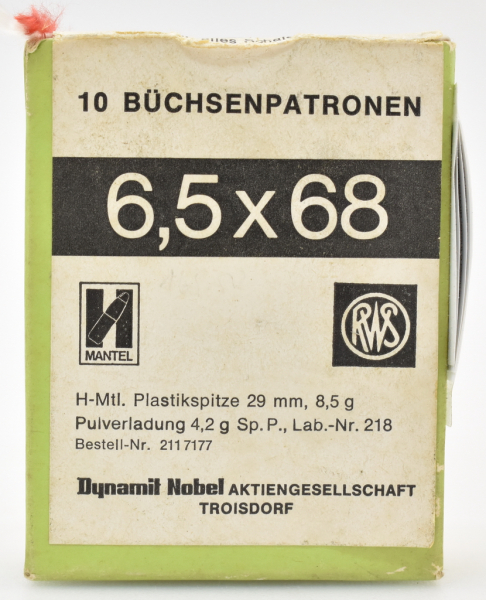 10 BÜCHSENPATRONEN
6,5 x 68
H
MANTEL
RWS
H-Mtl. Plastikspitze 29 mm, 8,5 g
Pulverladung 4,2 g Sp. P., Lab.-Nr. 218
Bestell-Nr. 2117177
Dynamit Nobel AKTIENGESELLSCHAFT
TROISDORF